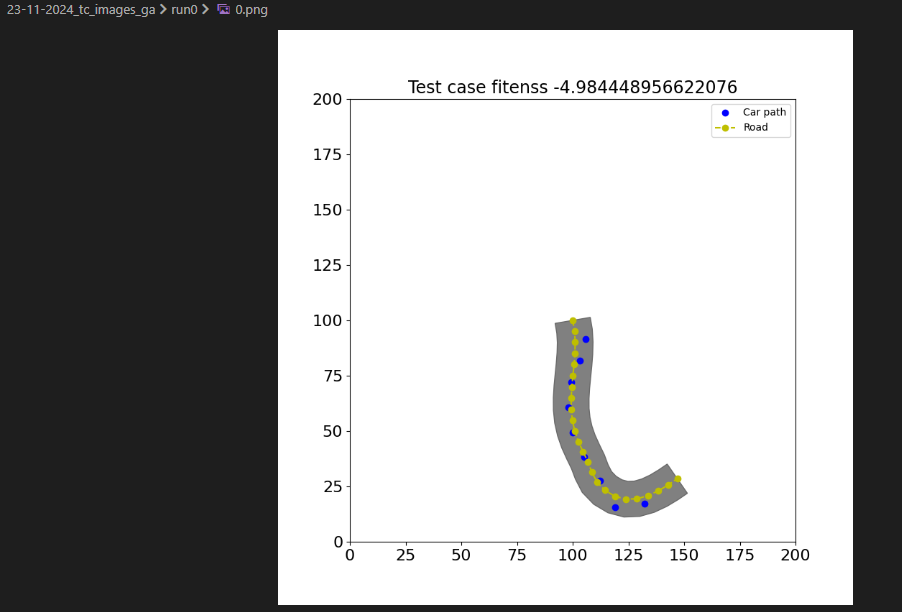 23-11-2024_tc_images_ga > run0 > 0.png
Test case fitenss -4.984448956622076
200
Car path
Road
175
150
125
100
75
50
25
0
0 25 50 75 100 125 150 175 200